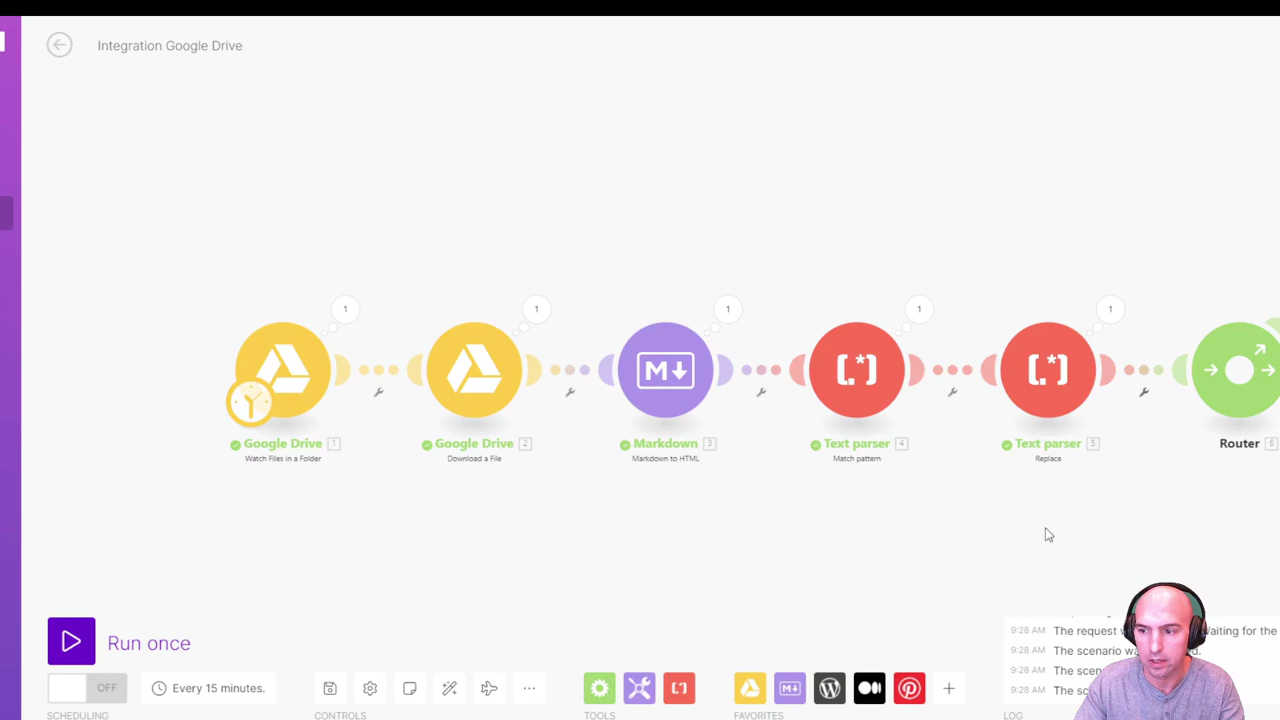 Integration Google Drive
1
1
1
1
1
M
Google Drive 1
Watch Files in a Folder
Google Drive 2
Download a File
Markdown 3
Markdown to HTML
Text parser 4
Match pattern
Text parser 5
Replace
Router 6
Run once
OFF
Every 15 minutes.
SCHEDULING
CONTROLS
TOOLS
FAVORITES
LOG
9:28 AM The request Waiting for the
9:28 AM The scenario
9:28 AM The
9:28 AM The